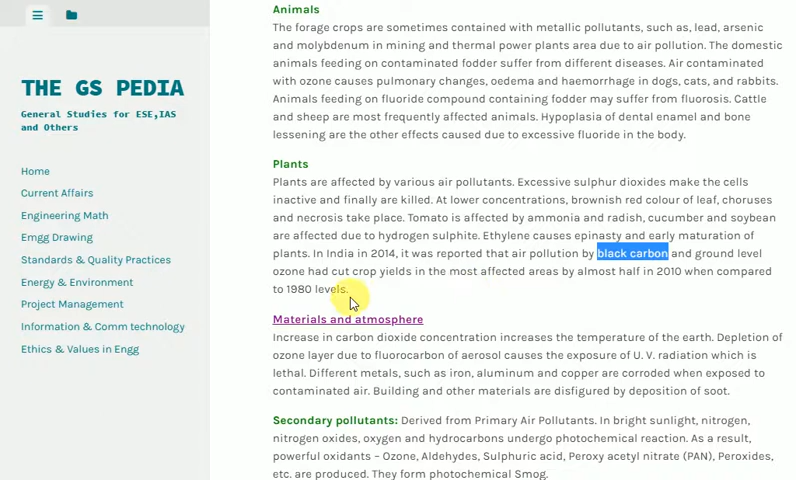 THE GS PEDIA
General Studies for ESE,IAS
and Others
Home
Current Affairs
Engineering Math
Emgg Drawing
Standards & Quality Practices
Energy & Environment
Project Management
Information & Comm technology
Ethics & Values in Engg
Animals
The forage crops are sometimes contained with metallic pollutants, such as, lead, arsenic
and molybdenum in mining and thermal power plants area due to air pollution. The domestic
animals feeding on contaminated fodder suffer from different diseases. Air contaminated
with ozone causes pulmonary changes, oedema and haemorrhage in dogs, cats, and rabbits.
Animals feeding on fluoride compound containing fodder may suffer from fluorosis. Cattle
and sheep are most frequently affected animals. Hypoplasia of dental enamel and bone
lessening are the other effects caused due to excessive fluoride in the body.
Plants
Plants are affected by various air pollutants. Excessive sulphur dioxides make the cells
inactive and finally are killed. At lower concentrations, brownish red colour of leaf, choruses
and necrosis take place. Tomato is affected by ammonia and radish, cucumber and soybean
are affected due to hydrogen sulphite. Ethylene causes epinasty and early maturation of
plants. In India in 2014, it was reported that air pollution by black carbon and ground level
ozone had cut crop yields in the most affected areas by almost half in 2010 when compared
to 1980 levels.
Materials and atmosphere
Increase in carbon dioxide concentration increases the temperature of the earth. Depletion of
ozone layer due to fluorocarbon of aerosol causes the exposure of U. V. radiation which is
lethal. Different metals, such as iron, aluminum and copper are corroded when exposed to
contaminated air. Building and other materials are disfigured by deposition of soot.
Secondary pollutants: Derived from Primary Air Pollutants. In bright sunlight, nitrogen,
nitrogen oxides, oxygen and hydrocarbons undergo photochemical reaction. As a result,
powerful oxidants – Ozone, Aldehydes, Sulphuric acid, Peroxy acetyl nitrate (PAN), Peroxides,
etc. are produced. They form photochemical Smog.